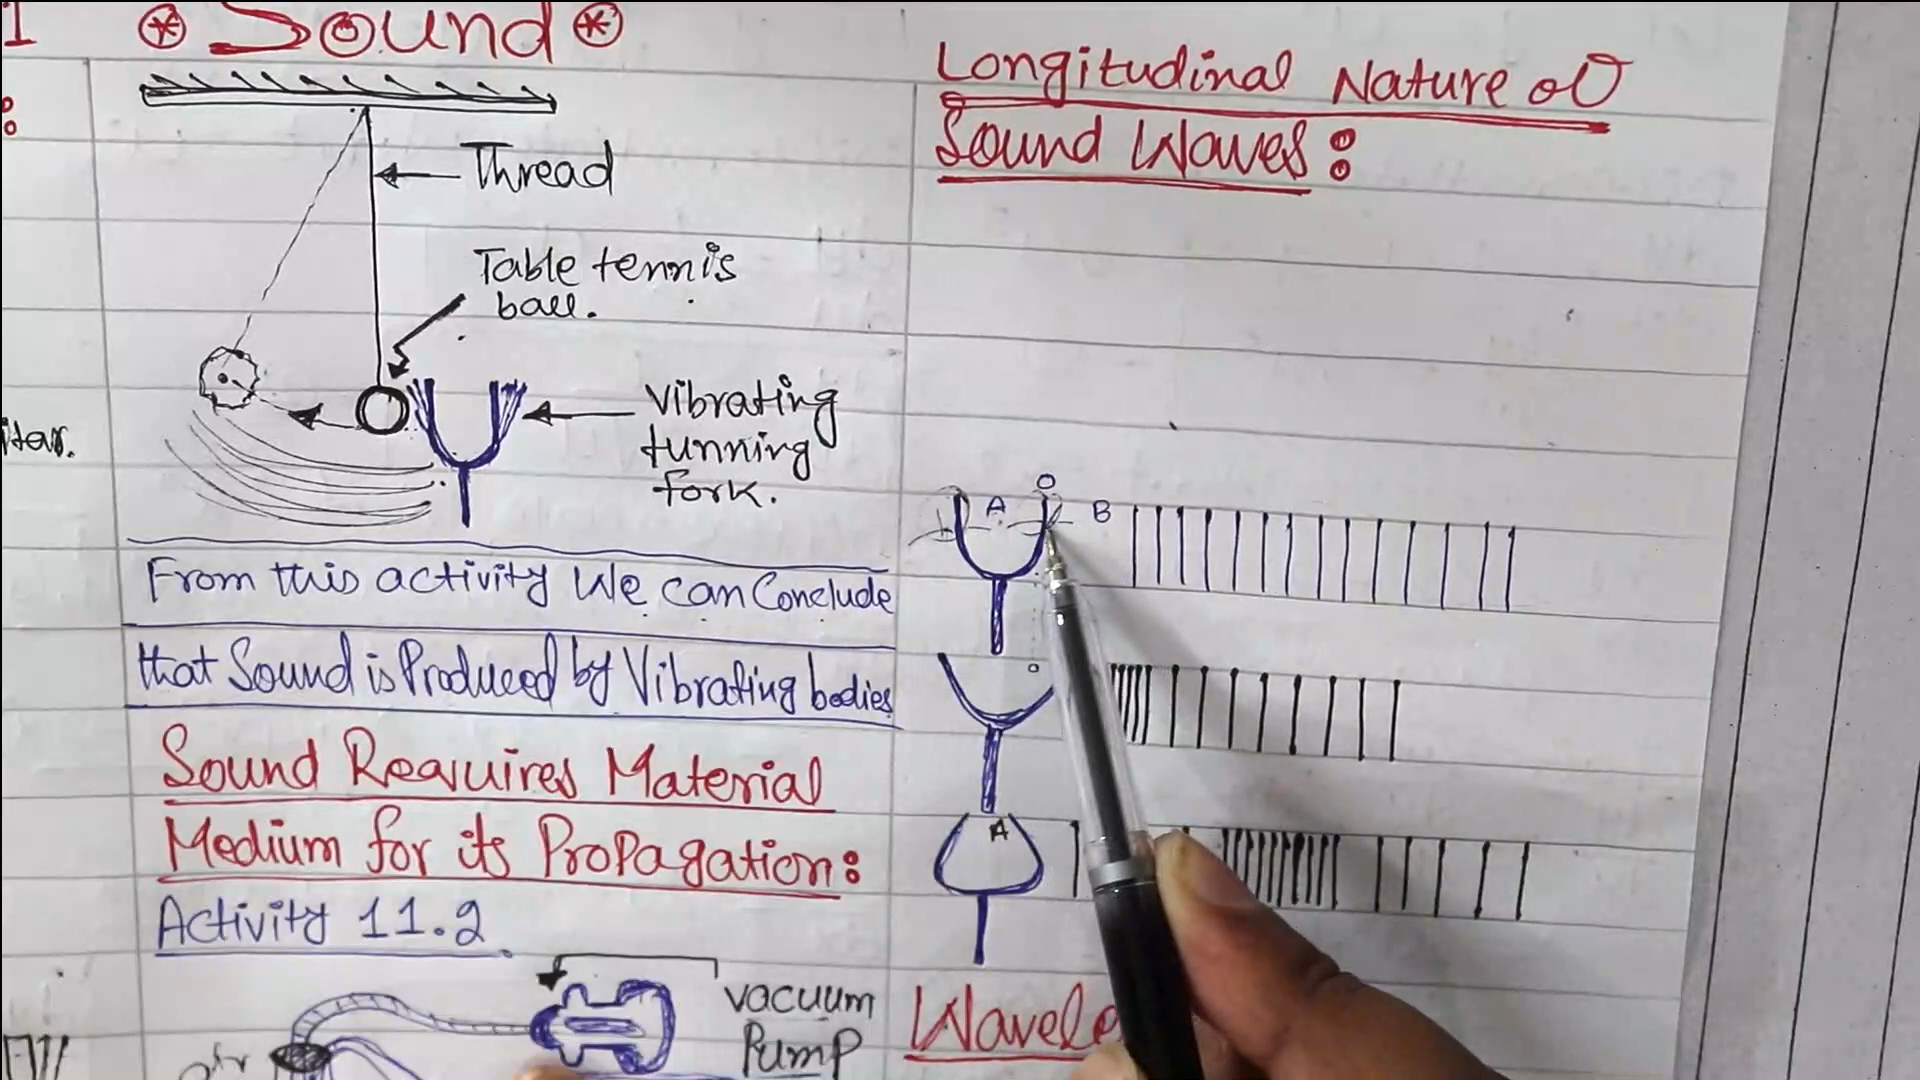 1 Sound
Thread
Table tennis
ball.
Vibrating
tunning
fork.
From this activity We can Conclude
that Sound is Produced by Vibrating bodies
Sound Requires Material
Medium for its Propagation:
Activity 11.2
Vacuum
Pump
air
Longitudinal Nature of
Sound Waves:
O
A B
O
A